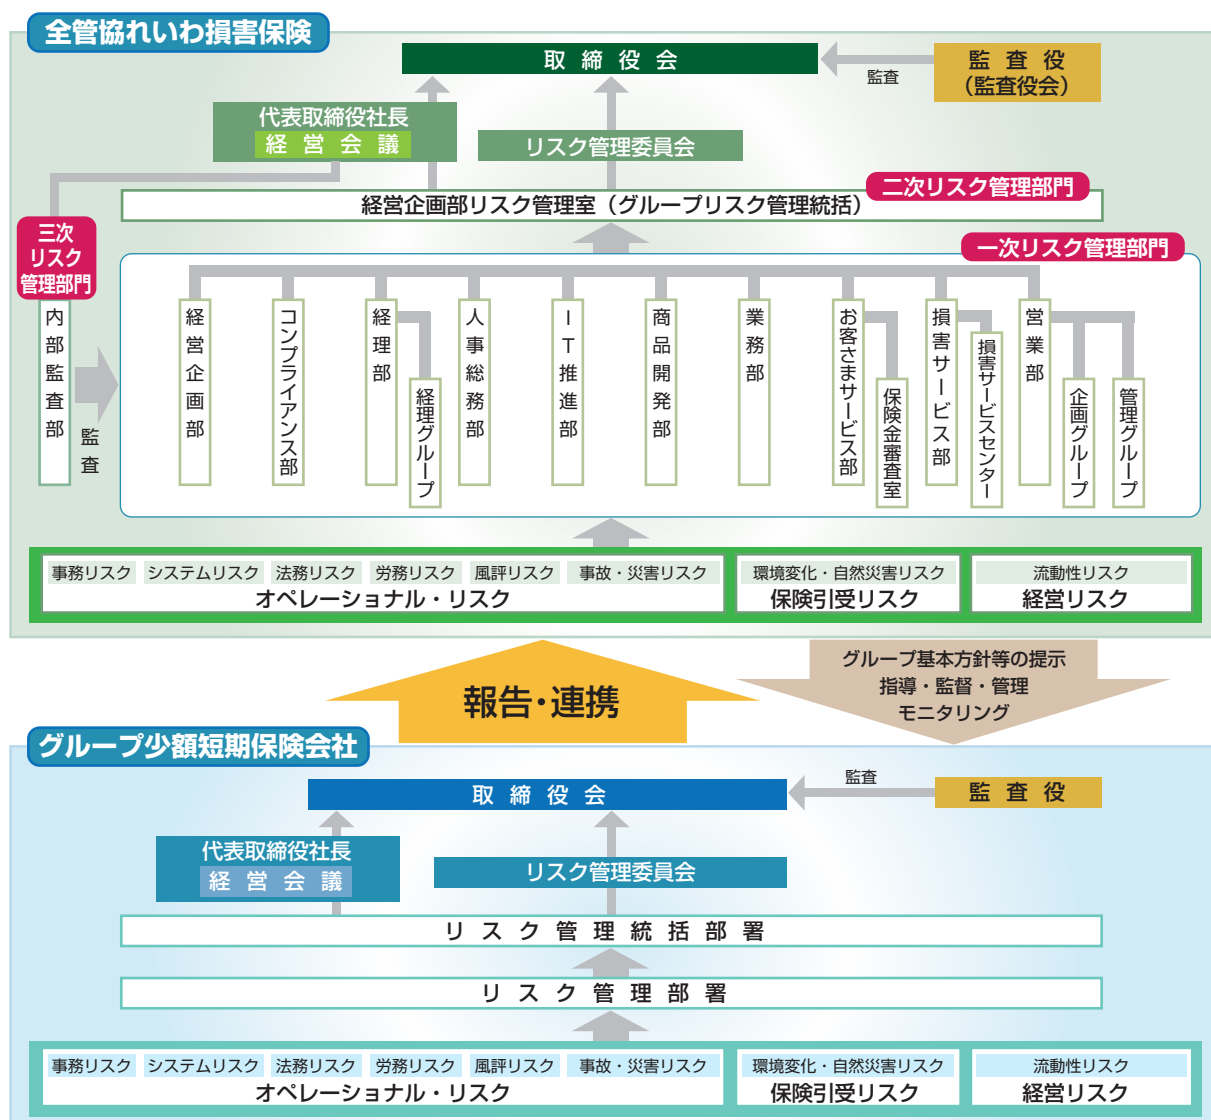 全管協れいわ損害保険
取締役会
監査
監査役
（監査役会）
代表取締役社長
経営会議
リスク管理委員会
二次リスク管理部門
経営企画部リスク管理室（グループリスク管理統括）
三次
リスク
管理部門
一次リスク管理部門
内部監査部
監査
経営企画部
コンプライアンス部
経理部
経理グループ
人事総務部
ＩＴ推進部
商品開発部
業務部
お客さまサービス部
保険金審査室
損害サービス部
損害サービスセンター
営業部
企画グループ
管理グループ
事務リスク システムリスク 法務リスク 労務リスク 風評リスク 事故・災害リスク
オペレーショナル・リスク
環境変化・自然災害リスク
保険引受リスク
流動性リスク
経営リスク
報告・連携
グループ基本方針等の提示
指導・監督・管理
モニタリング
グループ少額短期保険会社
取締役会
監査
監査役
代表取締役社長
経営会議
リスク管理委員会
リスク管理統括部署
リスク管理部署
事務リスク システムリスク 法務リスク 労務リスク 風評リスク 事故・災害リスク
オペレーショナル・リスク
環境変化・自然災害リスク
保険引受リスク
流動性リスク
経営リスク